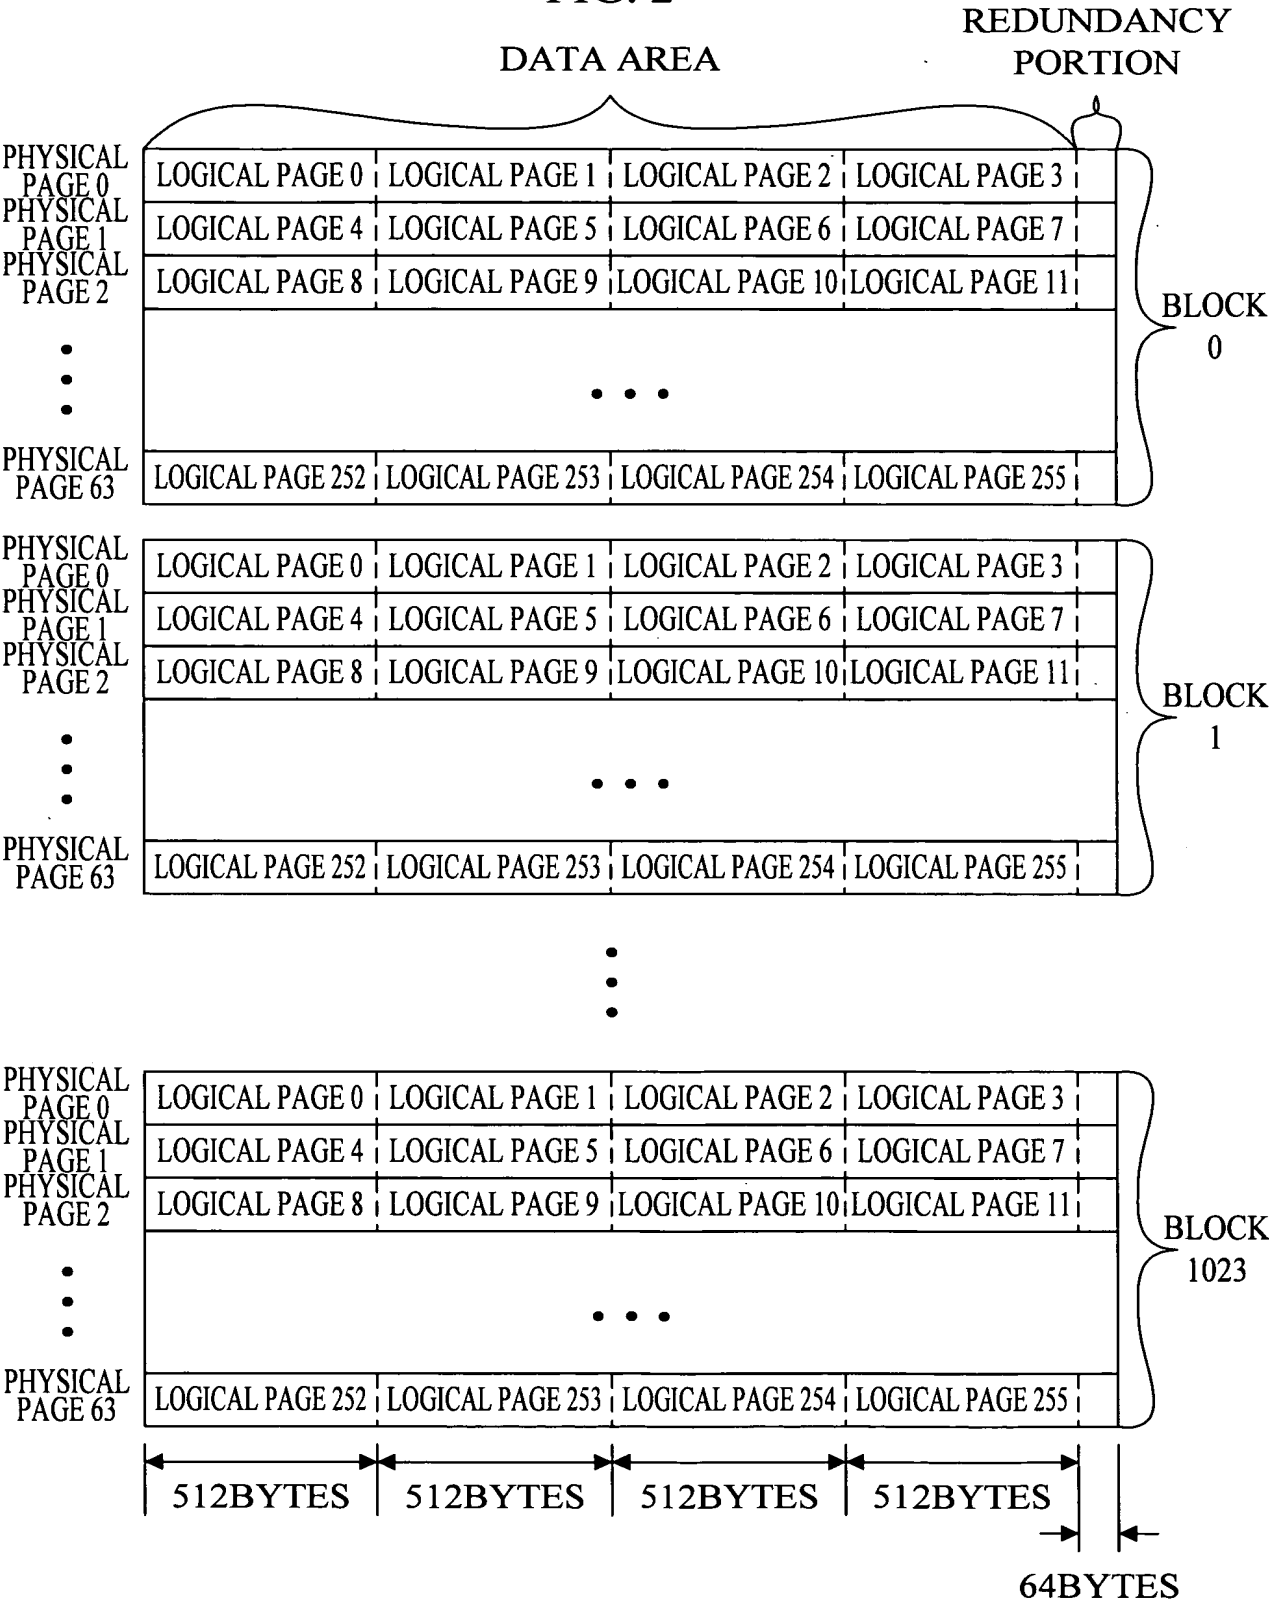 FIG. 2
DATA AREA
REDUNDANCY
PORTION
PHYSICAL
PAGE 0
LOGICAL PAGE 0
LOGICAL PAGE 1
LOGICAL PAGE 2
LOGICAL PAGE 3
PHYSICAL
PAGE 1
LOGICAL PAGE 4
LOGICAL PAGE 5
LOGICAL PAGE 6
LOGICAL PAGE 7
PHYSICAL
PAGE 2
LOGICAL PAGE 8
LOGICAL PAGE 9
LOGICAL PAGE 10
LOGICAL PAGE 11
BLOCK
0
PHYSICAL
PAGE 63
LOGICAL PAGE 252
LOGICAL PAGE 253
LOGICAL PAGE 254
LOGICAL PAGE 255
PHYSICAL
PAGE 0
LOGICAL PAGE 0
LOGICAL PAGE 1
LOGICAL PAGE 2
LOGICAL PAGE 3
PHYSICAL
PAGE 1
LOGICAL PAGE 4
LOGICAL PAGE 5
LOGICAL PAGE 6
LOGICAL PAGE 7
PHYSICAL
PAGE 2
LOGICAL PAGE 8
LOGICAL PAGE 9
LOGICAL PAGE 10
LOGICAL PAGE 11
BLOCK
1
PHYSICAL
PAGE 63
LOGICAL PAGE 252
LOGICAL PAGE 253
LOGICAL PAGE 254
LOGICAL PAGE 255
PHYSICAL
PAGE 0
LOGICAL PAGE 0
LOGICAL PAGE 1
LOGICAL PAGE 2
LOGICAL PAGE 3
PHYSICAL
PAGE 1
LOGICAL PAGE 4
LOGICAL PAGE 5
LOGICAL PAGE 6
LOGICAL PAGE 7
PHYSICAL
PAGE 2
LOGICAL PAGE 8
LOGICAL PAGE 9
LOGICAL PAGE 10
LOGICAL PAGE 11
BLOCK
1023
PHYSICAL
PAGE 63
LOGICAL PAGE 252
LOGICAL PAGE 253
LOGICAL PAGE 254
LOGICAL PAGE 255
512BYTES
512BYTES
512BYTES
512BYTES
64BYTES